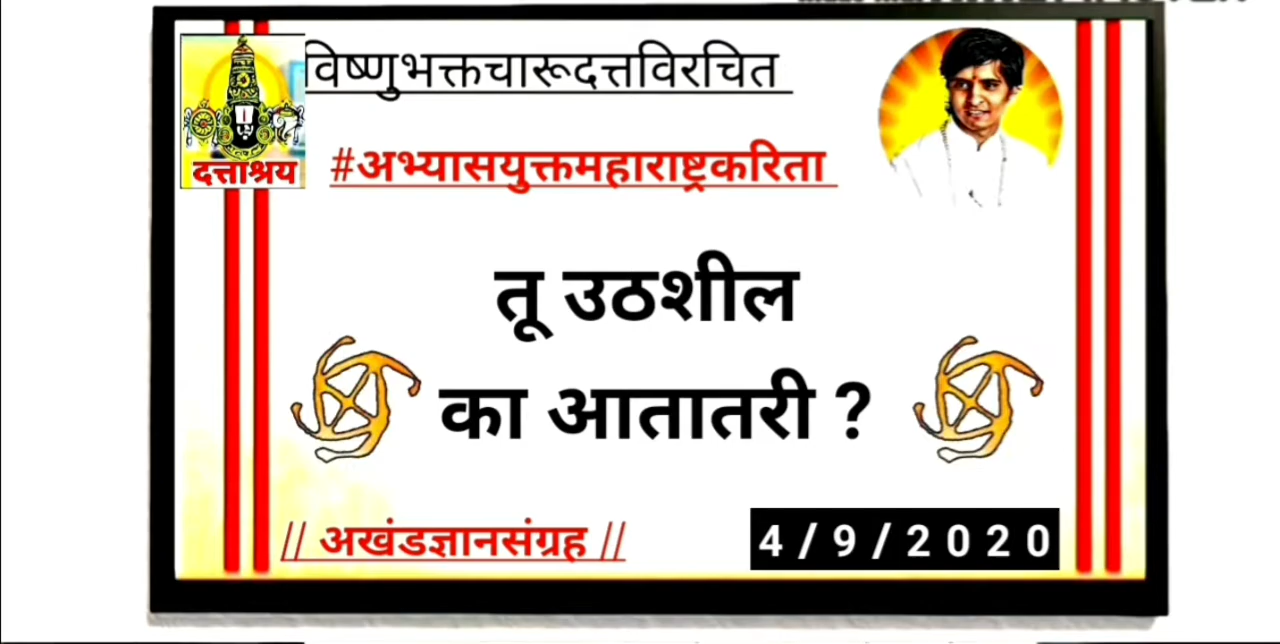 विष्णुभक्तचारूदत्तविरचित
दत्ताश्रय
#अभ्यासयुक्तमहाराष्ट्रकरिता
तू उठशील
का आतातरी ?
// अखंडज्ञानसंग्रह //
4/9/2020